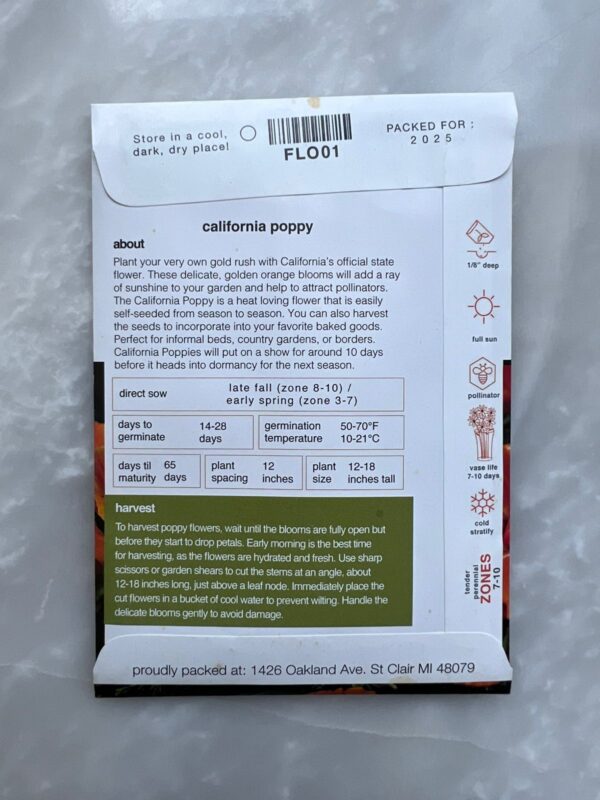 Store in a cool,
dark, dry place!
FLO01
PACKED FOR :
2025
california poppy
about
Plant your very own gold rush with California's official state
flower. These delicate, golden orange blooms will add a ray
of sunshine to your garden and help to attract pollinators.
The California Poppy is a heat loving flower that is easily
self-seeded from season to season. You can also harvest
the seeds to incorporate into your favorite baked goods.
Perfect for informal beds, country gardens, or borders.
California Poppies will put on a show for around 10 days
before it heads into dormancy for the next season.
direct sow
late fall (zone 8-10) /
early spring (zone 3-7)
days to
germinate
14-28
days
germination
temperature
50-70°F
10-21°C
days til
maturity
65
days
plant
spacing
12
inches
plant
size
12-18
inches tall
harvest
To harvest poppy flowers, wait until the blooms are fully open but
before they start to drop petals. Early morning is the best time
for harvesting, as the flowers are hydrated and fresh. Use sharp
scissors or garden shears to cut the stems at an angle, about
12-18 inches long, just above a leaf node. Immediately place the
cut flowers in a bucket of cool water to prevent wilting. Handle the
delicate blooms gently to avoid damage.
1/8" deep
full sun
pollinator
vase life
7-10 days
cold
stratify
tender
perennial
ZONES
7-10
proudly packed at: 1426 Oakland Ave. St Clair MI 48079